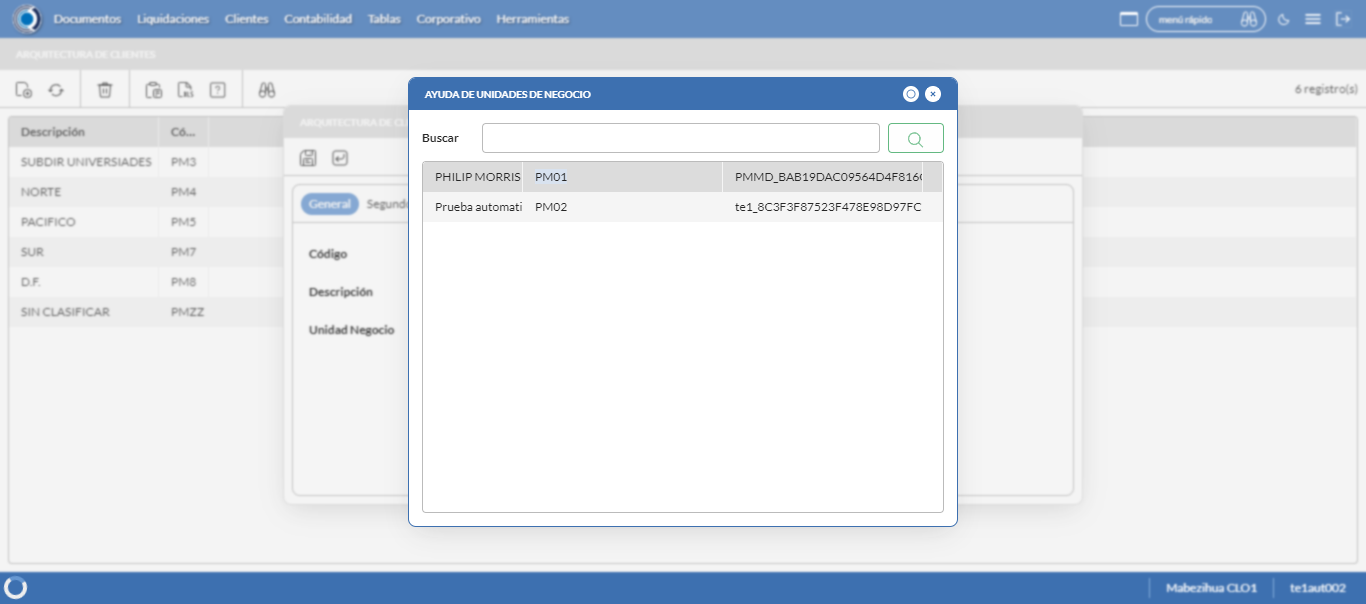 Documentos Liquidaciones Clientes Contabilidad Tablas Corporativo Herramientas menú rápido
ARQUITECTURA DE CLIENTES
6 registro(s)
AYUDA DE UNIDADES DE NEGOCIO
Buscar
PHILIP MORRIS PM01 PMMD_BAB19DAC09564D4F8160
Prueba automati PM02 te1_8C3F3F87523F478E98D97FC
Descripción Có...
SUBDIR UNIVERSIADES PM3
NORTE PM4
PACIFICO PM5
SUR PM7
D.F. PM8
SIN CLASIFICAR PMZZ
ARQUITECTURA DE CL
General Segundo
Código
Descripción
Unidad Negocio
Mabezihua CLO1 te1aut002